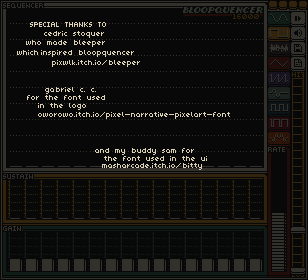 SEQUENCER
BLOOPQUENCER
16000
SPECIAL THANKS TO
cedric stoquer
who made bleeper
which inspired bloopquencer
pixwlk.itch.io/bleeper
gabriel c. c.
for the font used
in the logo
oworowo.itch.io/pixel-narrative-pixelart-font
and my buddy sam for
the font used in the ui
masharcade.itch.io/bitty
RATE
SUSTAIN
GAIN